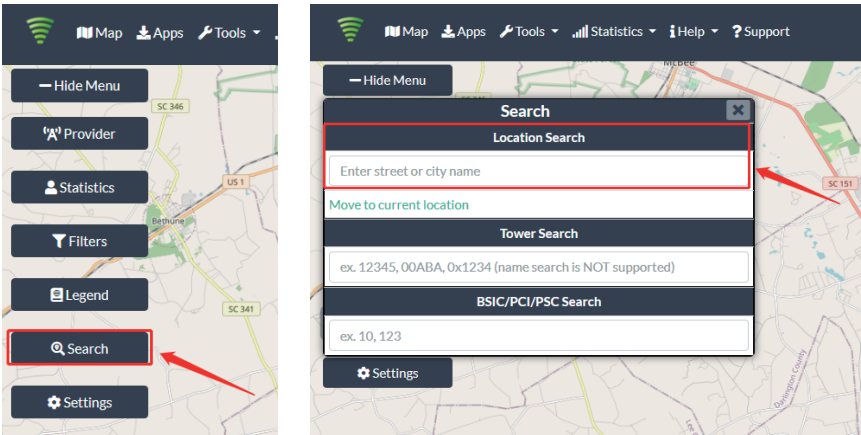 Map Apps Tools
Hide Menu
SC 346
Provider
Statistics
US 1
Bethune
Filters
Legend
SC 341
Search
Settings
Map Apps Tools Statistics Help Support
McBee
Hide Menu
Search
Location Search
Enter street or city name
SC 151
Move to current location
Tower Search
ex. 12345, 00ABA, 0x1234 (name search is NOT supported)
BSIC/PCI/PSC Search
ex. 10, 123
Settings
Darlington County